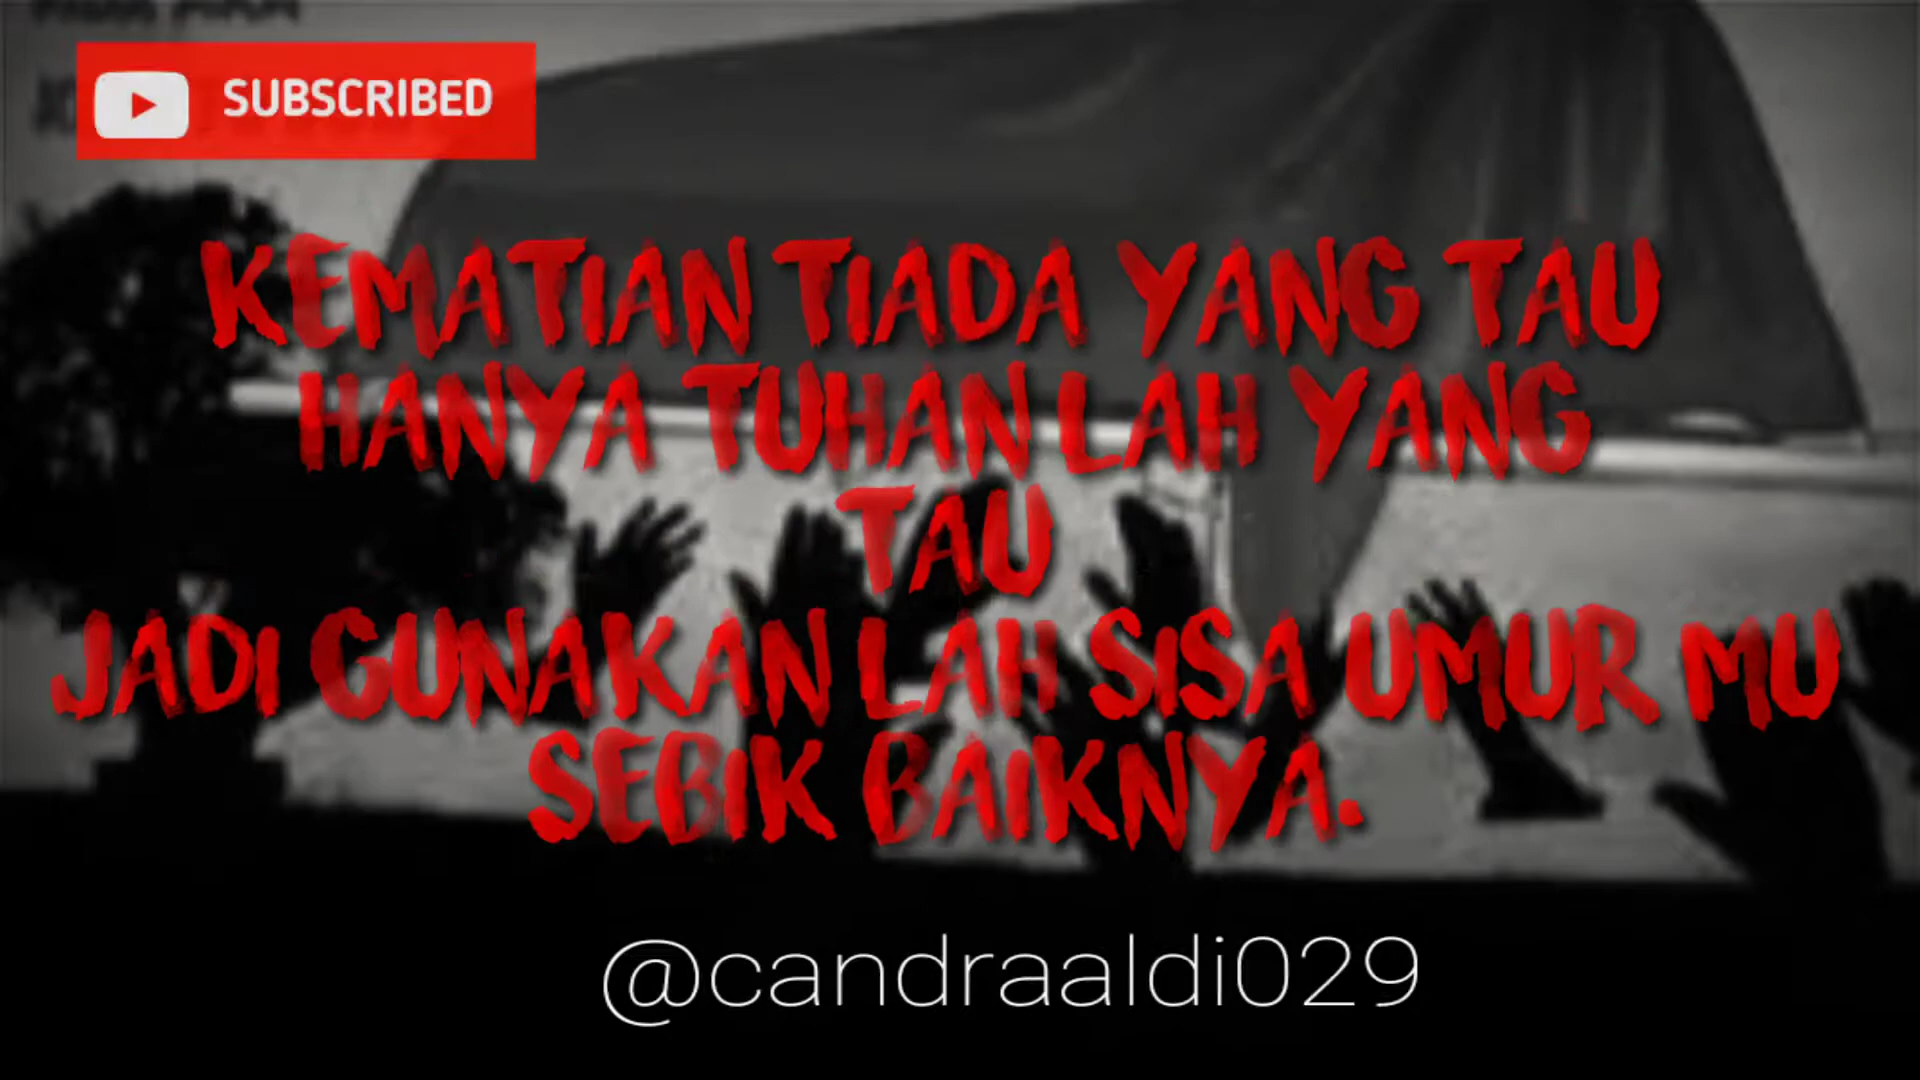 SUBSCRIBED
KEMATIAN TIADA YANG TAU
HANYA TUHAN LAH YANG
TAU
JADI GUNAKAN LAH SISA UMUR MU
SEBIK BAIKNYA.
@candraaldi029